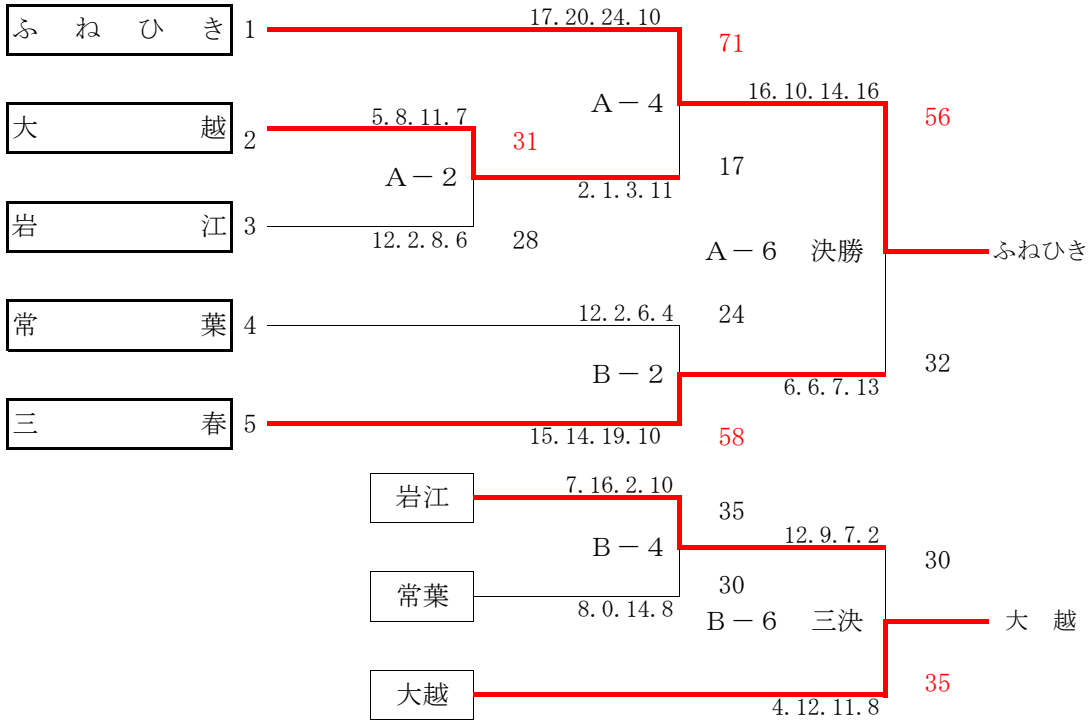 ふねひき 1 17.20.24.10
71
16.10.14.16
A－4
56
大越 2 5.8.11.7
31
17
A－2
2.1.3.11
岩江 3 12.2.8.6 28
A－6 決勝 ふねひき
常葉 4 12.2.6.4 24
32
B－2
6.6.7.13
三春 5 15.14.19.10 58
岩江 7.16.2.10
35
12.9.7.2
B－4
30
常葉 8.0.14.8 30
B－6 三決 大越
大越 4.12.11.8 35